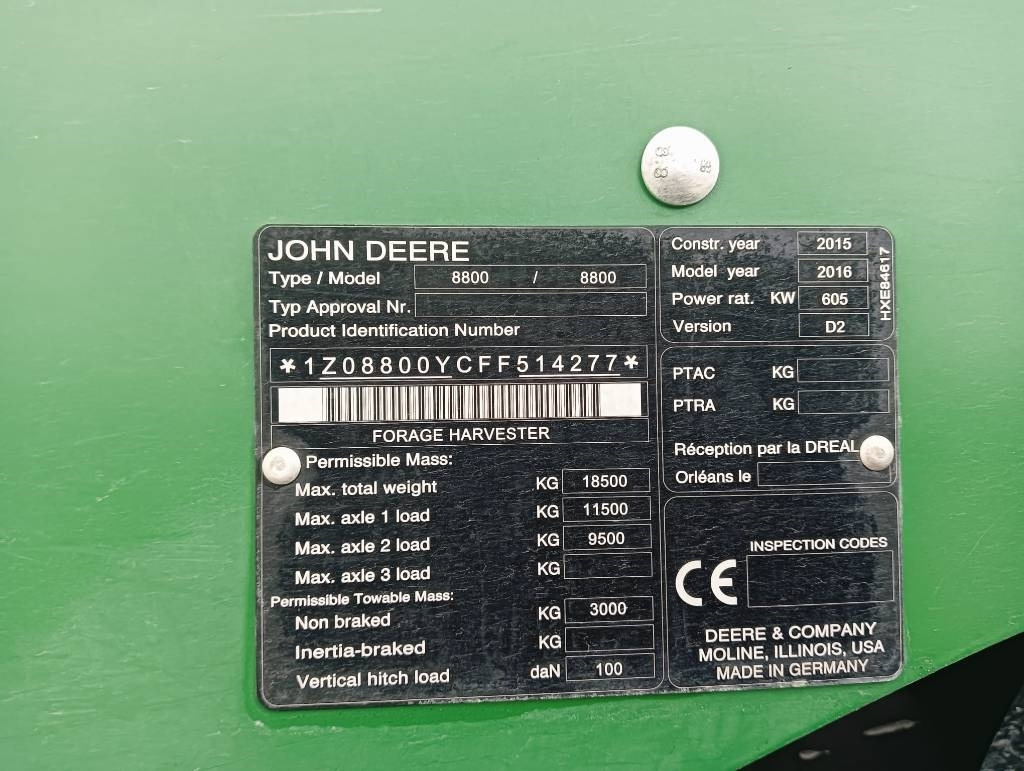 JOHN DEERE
Type / Model 8800 / 8800
Typ Approval Nr.
Product Identification Number
*1Z08800YCFF514277*
FORAGE HARVESTER
Permissible Mass:
Max. total weight KG 18500
Max. axle 1 load KG 11500
Max. axle 2 load KG 9500
Max. axle 3 load KG
Permissible Towable Mass:
Non braked KG 3000
Inertia-braked KG
Vertical hitch load daN 100
Constr. year 2015
Model year 2016
Power rat. KW 605
Version D2
HXE84617
PTAC KG
PTRA KG
Réception par la DREAL
Orléans le
INSPECTION CODES
CE
DEERE & COMPANY
MOLINE, ILLINOIS, USA
MADE IN GERMANY